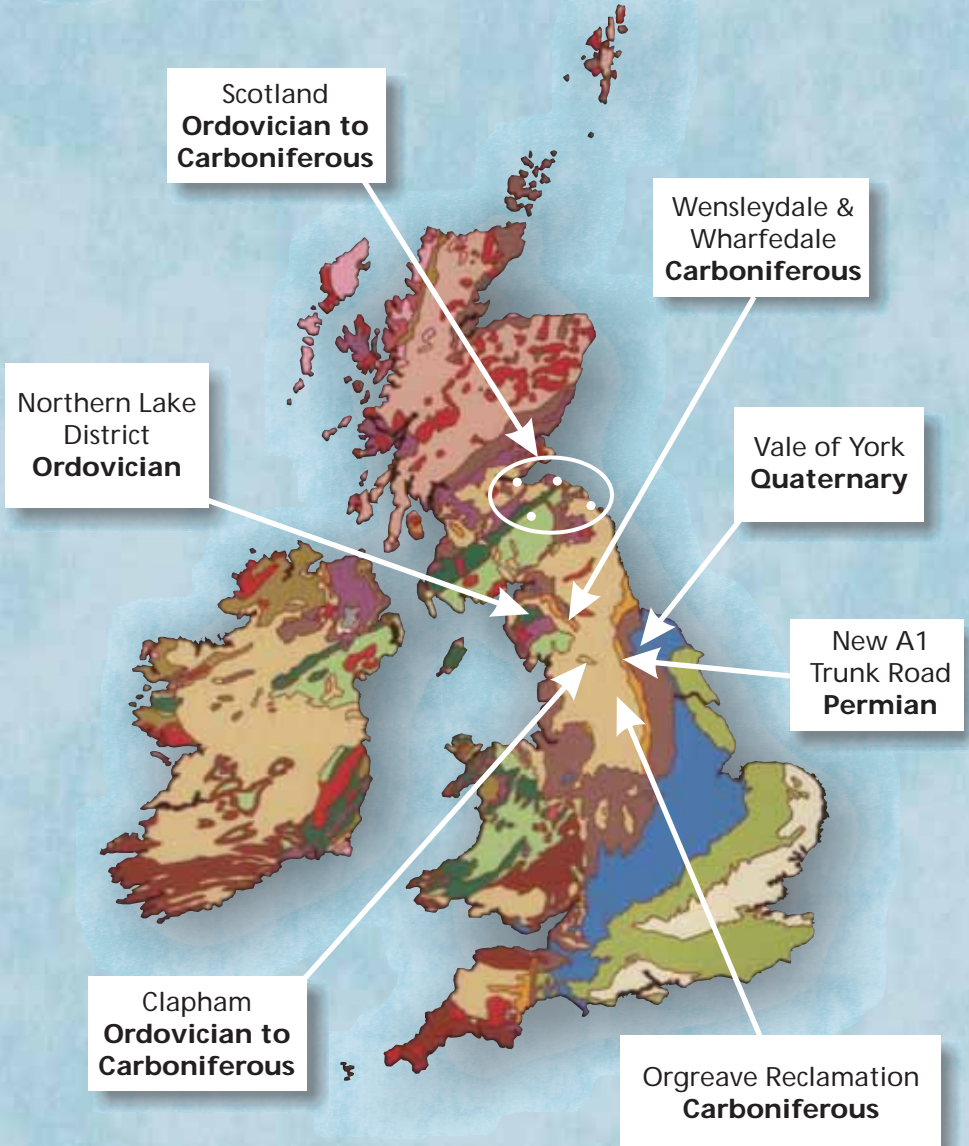 Scotland
Ordovician to
Carboniferous
Wensleydale &
Wharfedale
Carboniferous
Northern Lake
District
Ordovician
Vale of York
Quaternary
New A1
Trunk Road
Permian
Clapham
Ordovician to
Carboniferous
Orgreave Reclamation
Carboniferous